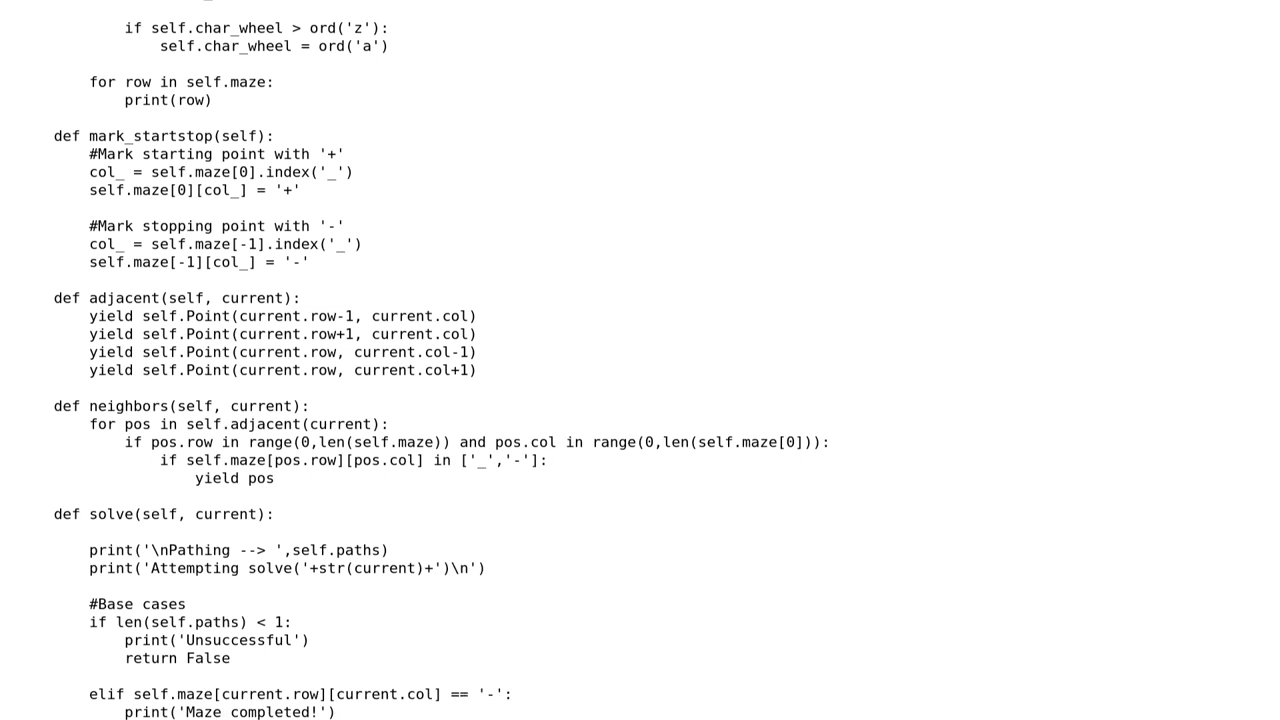 if self.char_wheel > ord('z'):
self.char_wheel = ord('a')
for row in self.maze:
print(row)
def mark_startstop(self):
#Mark starting point with '+'
col_ = self.maze[0].index('_')
self.maze[0][col_] = '+'
#Mark stopping point with '-'
col_ = self.maze[-1].index('_')
self.maze[-1][col_] = '-'
def adjacent(self, current):
yield self.Point(current.row-1, current.col)
yield self.Point(current.row+1, current.col)
yield self.Point(current.row, current.col-1)
yield self.Point(current.row, current.col+1)
def neighbors(self, current):
for pos in self.adjacent(current):
if pos.row in range(0,len(self.maze)) and pos.col in range(0,len(self.maze[0])):
if self.maze[pos.row][pos.col] in ['_','-']:
yield pos
def solve(self, current):
print('\nPathing --> ',self.paths)
print('Attempting solve('+str(current)+')\n')
#Base cases
if len(self.paths) < 1:
print('Unsuccessful')
return False
elif self.maze[current.row][current.col] == '-':
print('Maze completed!')